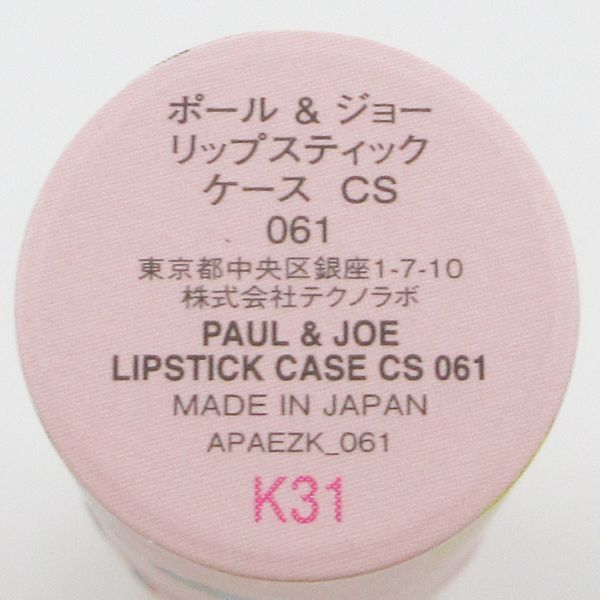 ポール & ジョー
リップスティック
ケース CS
061
東京都中央区銀座1-7-10
株式会社テクノラボ
PAUL & JOE
LIPSTICK CASE CS 061
MADE IN JAPAN
APAEZK_061
K31